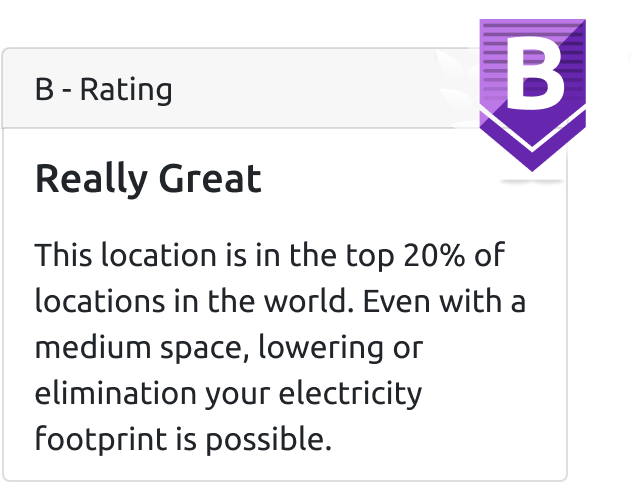 B
B - Rating
Really Great
This location is in the top 20% of
locations in the world. Even with a
medium space, lowering or
elimination your electricity
footprint is possible.